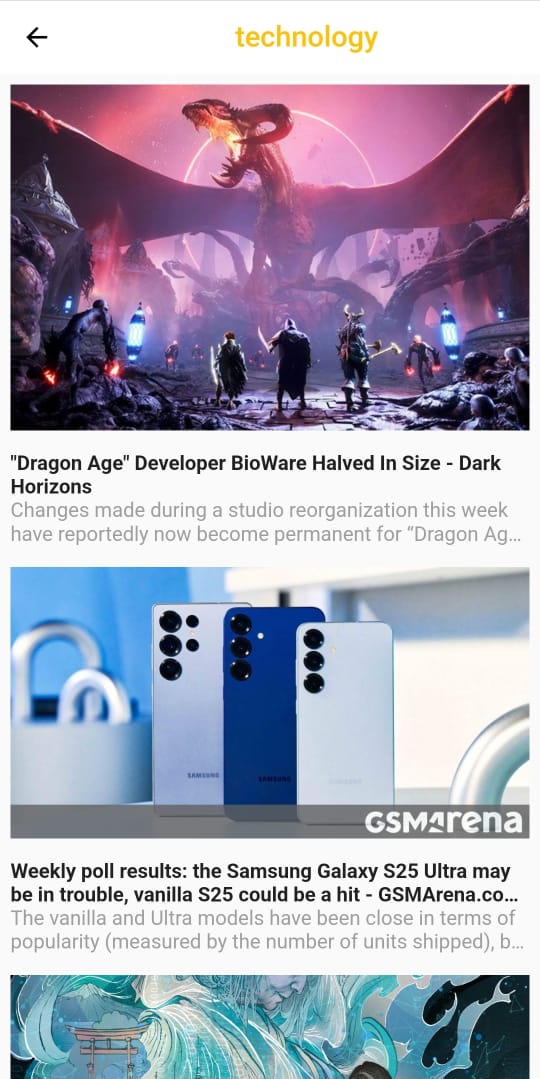 technology
"Dragon Age" Developer BioWare Halved In Size - Dark
Horizons
Changes made during a studio reorganization this week
have reportedly now become permanent for “Dragon Ag...
SAMSUNG
SAMSUNG
GSMArena
Weekly poll results: the Samsung Galaxy S25 Ultra may
be in trouble, vanilla S25 could be a hit - GSMArena.co...
The vanilla and Ultra models have been close in terms of
popularity (measured by the number of units shipped), b...